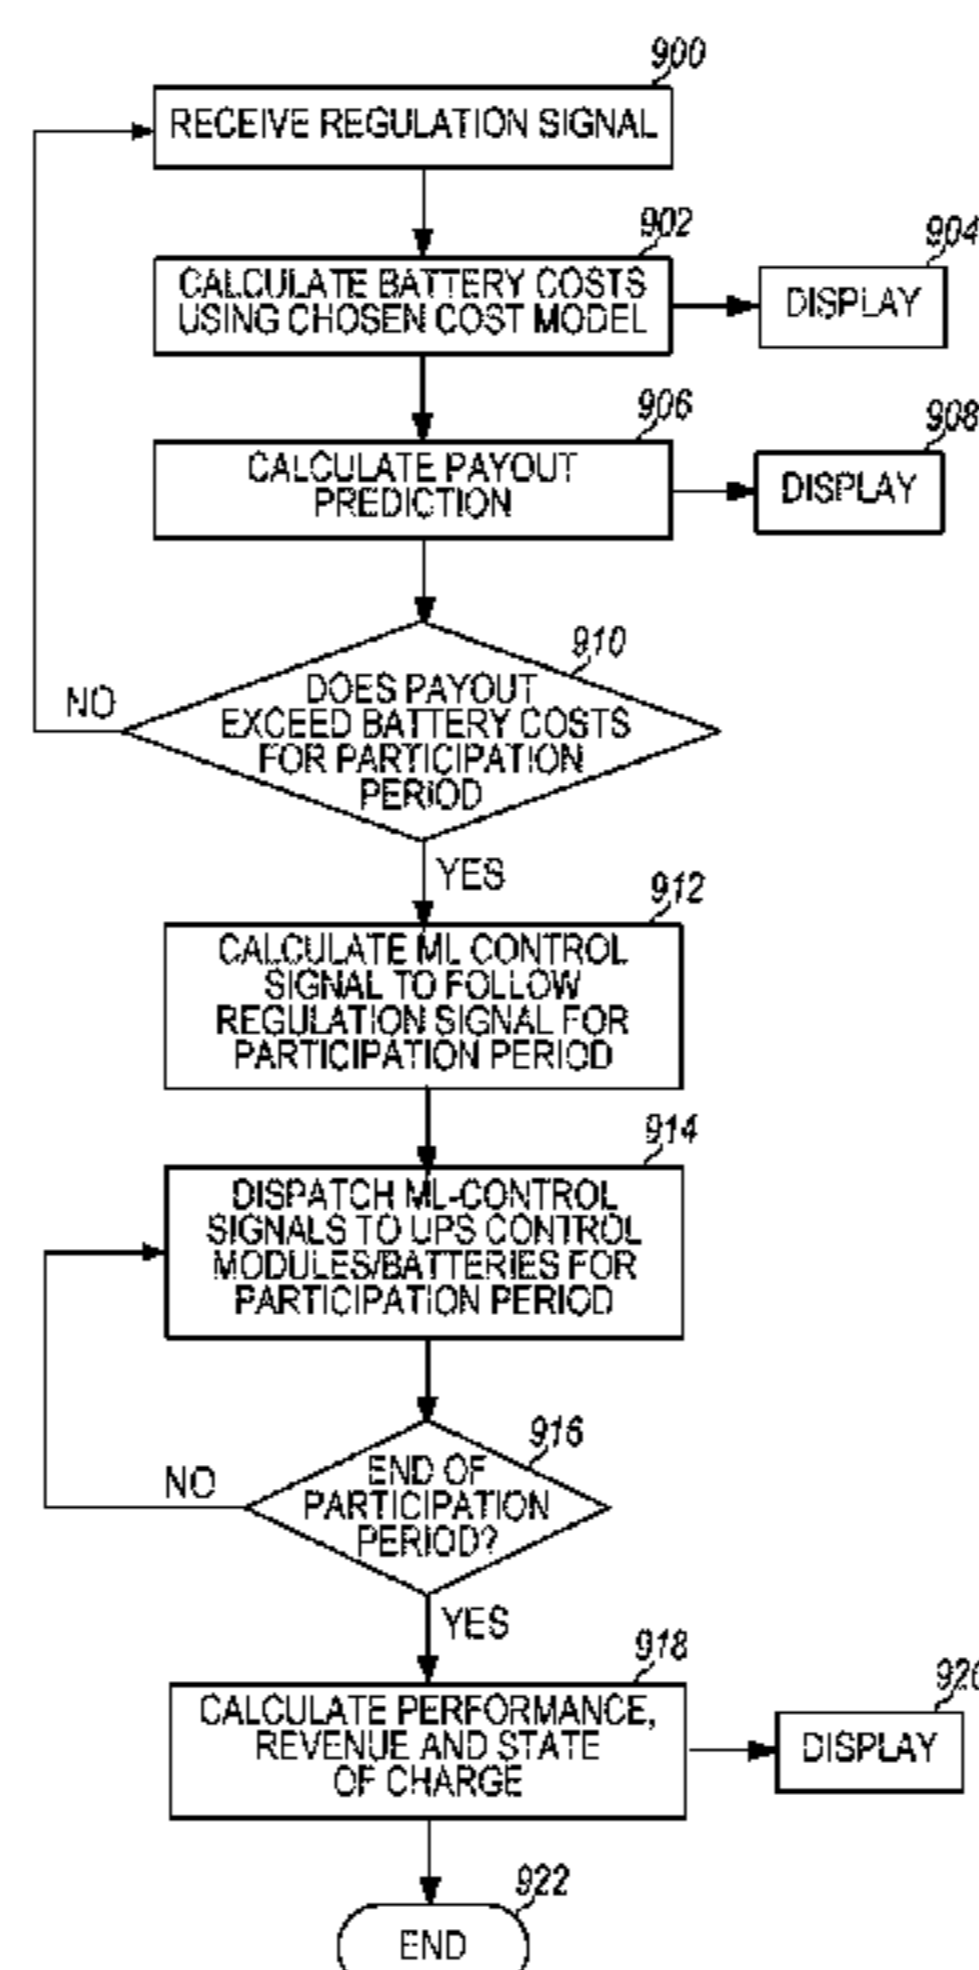 900
RECEIVE REGULATION SIGNAL
902
CALCULATE BATTERY COSTS
USING CHOSEN COST MODEL
904
DISPLAY
906
CALCULATE PAYOUT
PREDICTION
908
DISPLAY
910
DOES PAYOUT
EXCEED BATTERY COSTS
FOR PARTICIPATION
PERIOD
NO
YES
912
CALCULATE ML CONTROL
SIGNAL TO FOLLOW
REGULATION SIGNAL FOR
PARTICIPATION PERIOD
914
DISPATCH ML-CONTROL
SIGNALS TO UPS CONTROL
MODULES/BATTERIES FOR
PARTICIPATION PERIOD
916
END OF
PARTICIPATION
PERIOD?
NO
YES
918
CALCULATE PERFORMANCE,
REVENUE AND STATE
OF CHARGE
920
DISPLAY
922
END